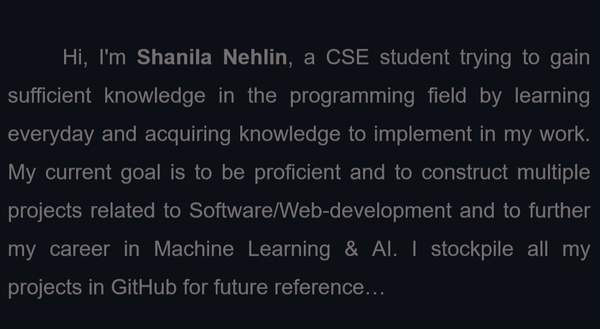 Hi, I'm Shanila Nehlin, a CSE student trying to gain
sufficient knowledge in the programming field by learning
everyday and acquiring knowledge to implement in my work.
My current goal is to be proficient and to construct multiple
projects related to Software/Web-development and to further
my career in Machine Learning & AI. I stockpile all my
projects in GitHub for future reference…